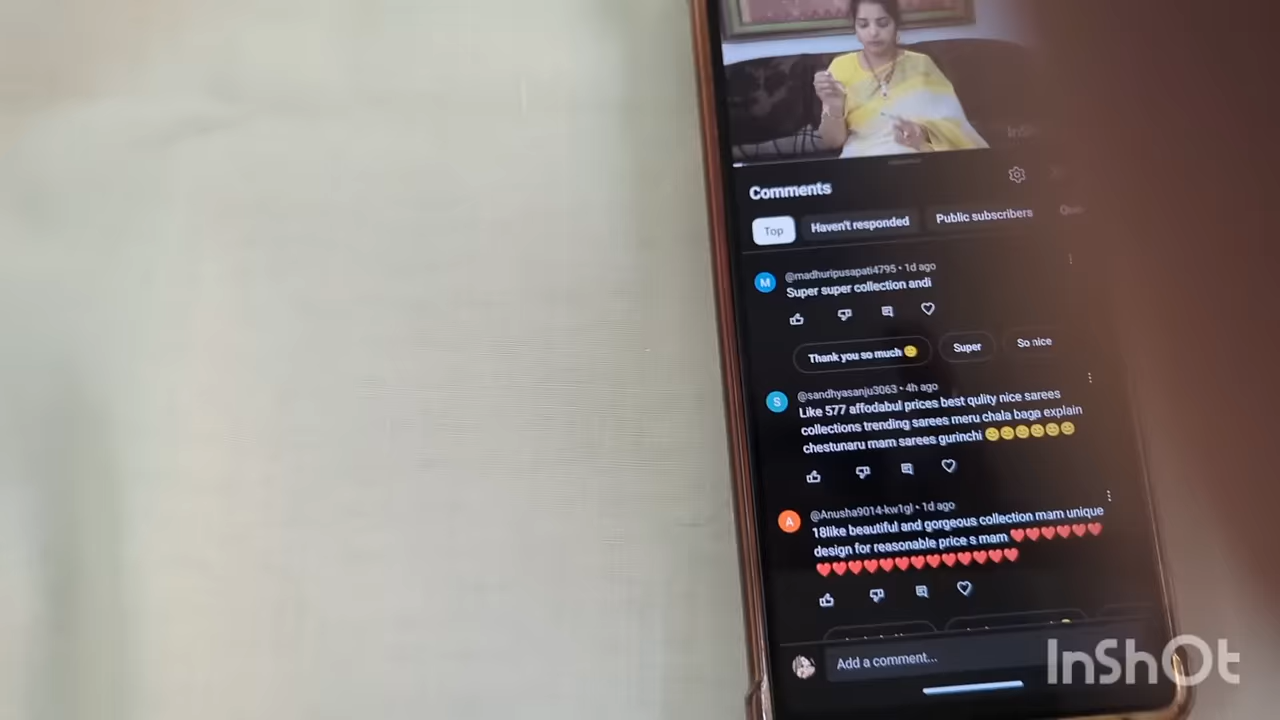 Comments
Top
Haven't responded
Public subscribers
@madhuripusapati4795 • 1d ago
Super super collection andi
Thank you so much 😊
Super
So nice
@sandhyasanju3063 • 4h ago
Like 577 affodabul prices best qulity nice sarees
collections trending sarees meru chala baga explain
chestunaru mam sarees gurinchi 😊😊😊😊😊😊
@Anusha9014-kw1gl • 1d ago
18like beautiful and gorgeous collection mam unique
design for reasonable price s mam ❤️❤️❤️❤️❤️❤️
❤️❤️❤️❤️❤️❤️❤️❤️❤️❤️❤️❤️❤️
Add a comment...
InShOt